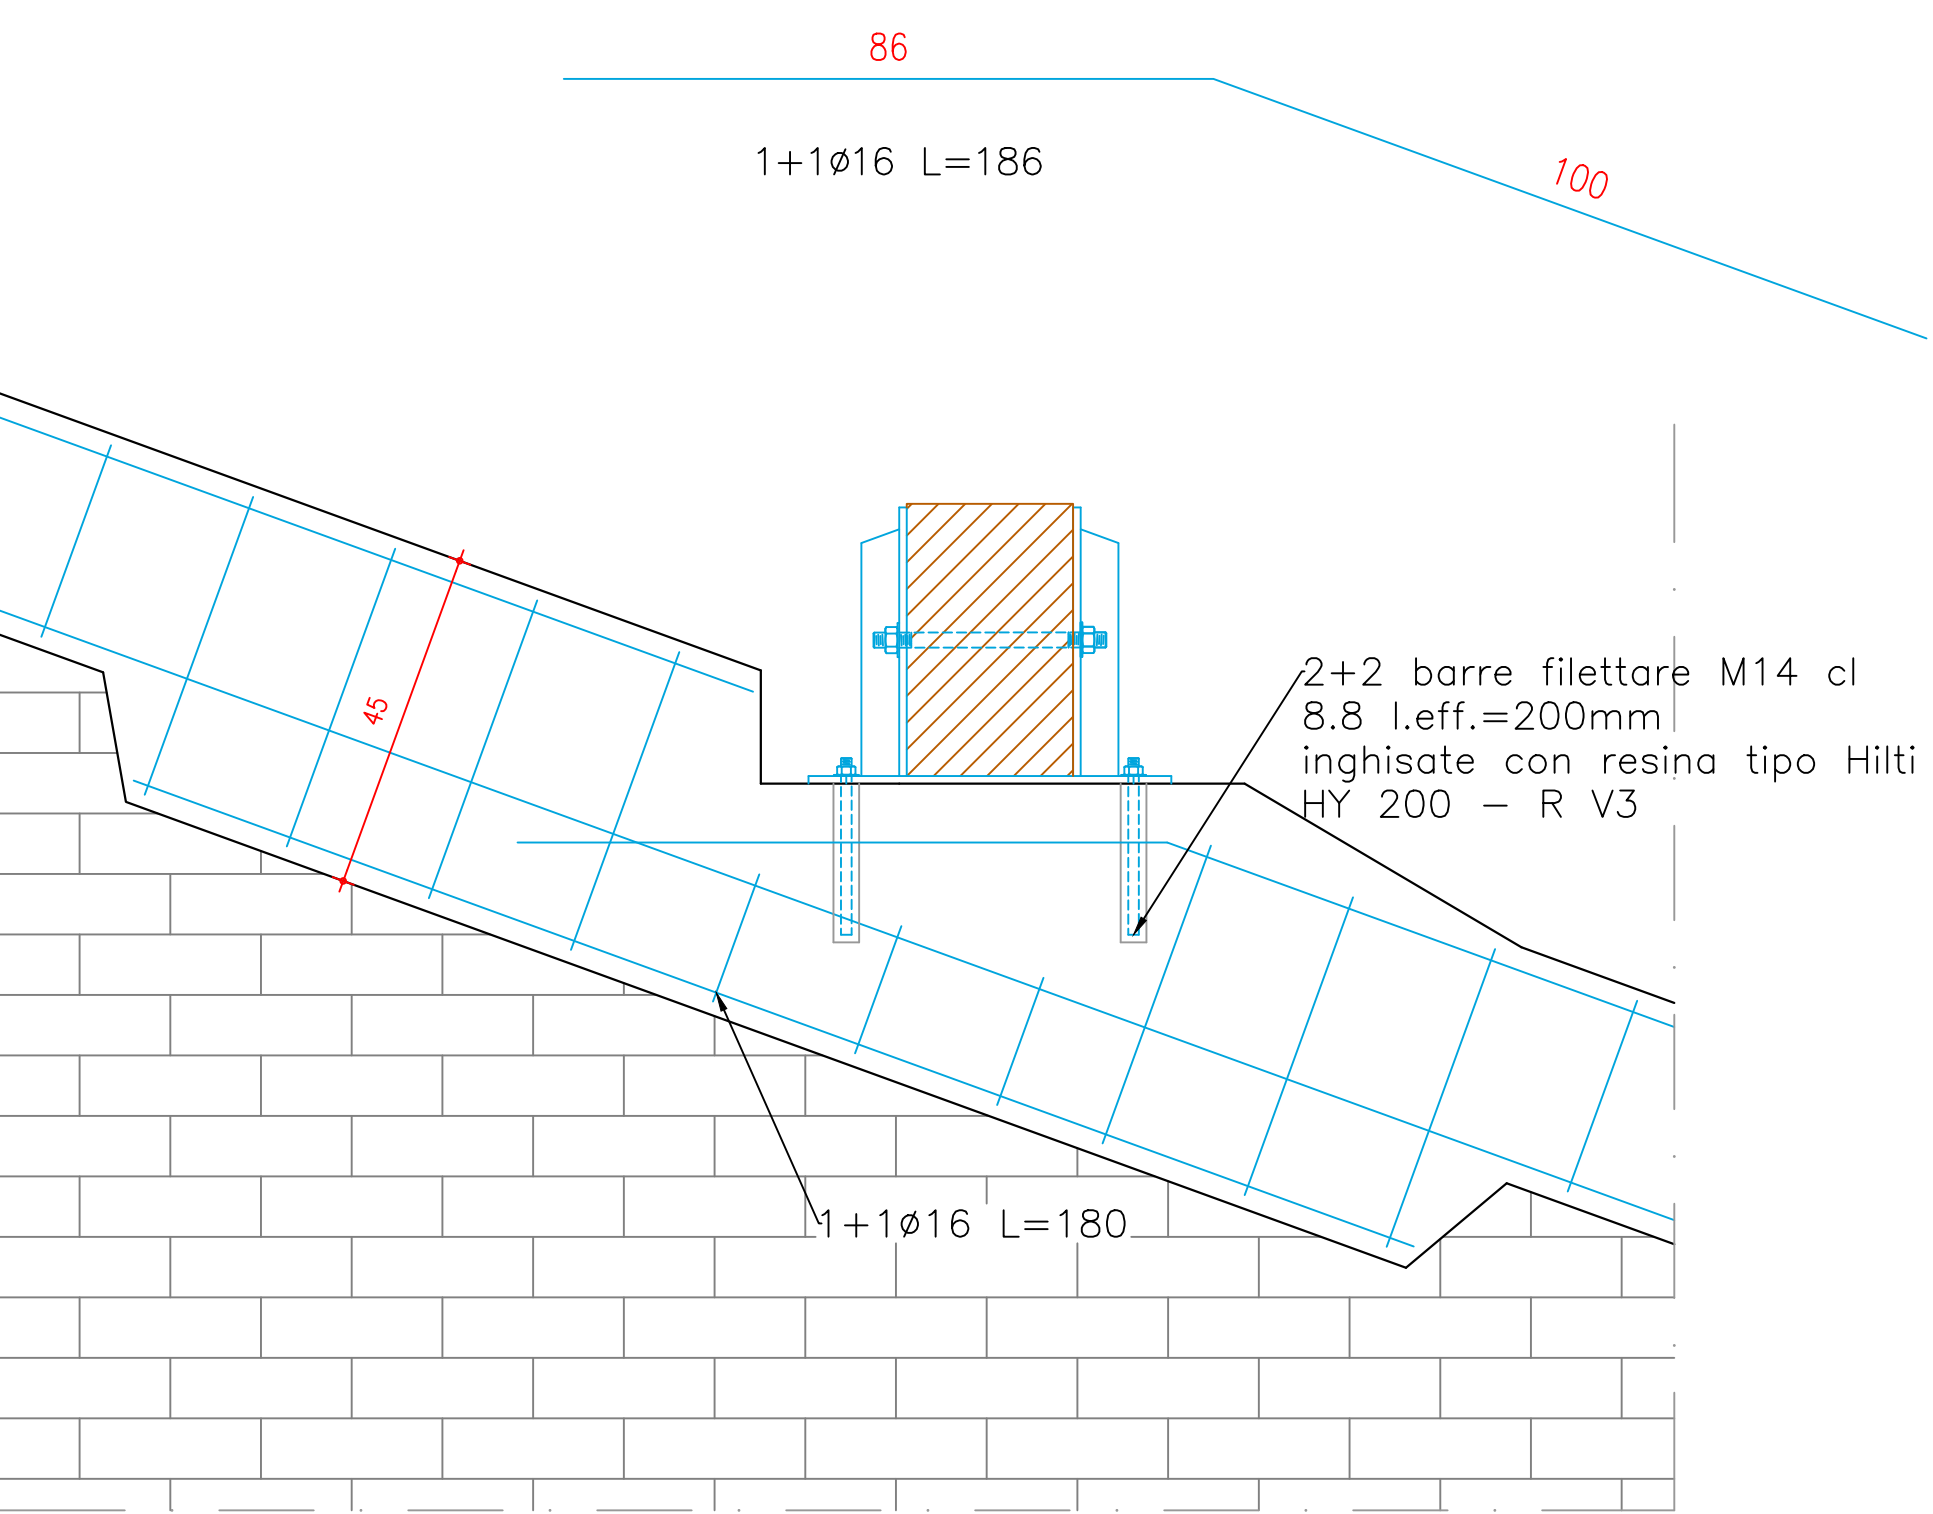 86
1+1ø16 L=186
100
45
2+2 barre filettare M14 cl
8.8 l.eff.=200mm
inghisate con resina tipo Hilti
HY 200 – R V3
1+1ø16 L=180